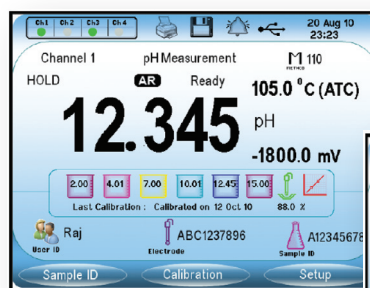 Ch1 Ch2 Ch3 Ch4 20 Aug 10
23:23
Channel 1 pH Measurement M 110
METHOD
HOLD AR Ready 105.0 °C (ATC)
12.345 pH
-1800.0 mV
2.00 4.01 7.00 10.01 12.45 15.00
Last Calibration : Calibrated on 12 Oct 10 88.0 %
Raj ABC1237896 A12345678
User ID Electrode Sample ID
Sample ID Calibration Setup